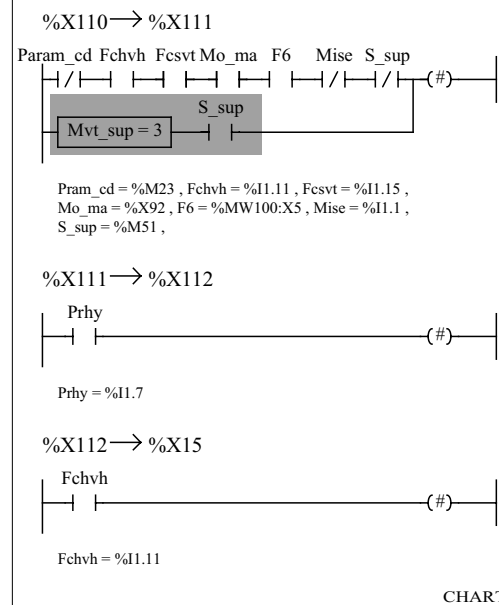 %X110→ %X111
Param_cd Fchvh Fcsvt Mo_ma F6 Mise S_sup
(#)
S_sup
Mvt_sup = 3
Pram_cd = %M23 , Fchvh = %I1.11 , Fcsvt = %I1.15 ,
Mo_ma = %X92 , F6 = %MW100:X5 , Mise = %I1.1 ,
S_sup = %M51 ,
%X111→ %X112
Prhy
(#)
Prhy = %I1.7
%X112→ %X15
Fchvh
(#)
Fchvh = %I1.11
CHART